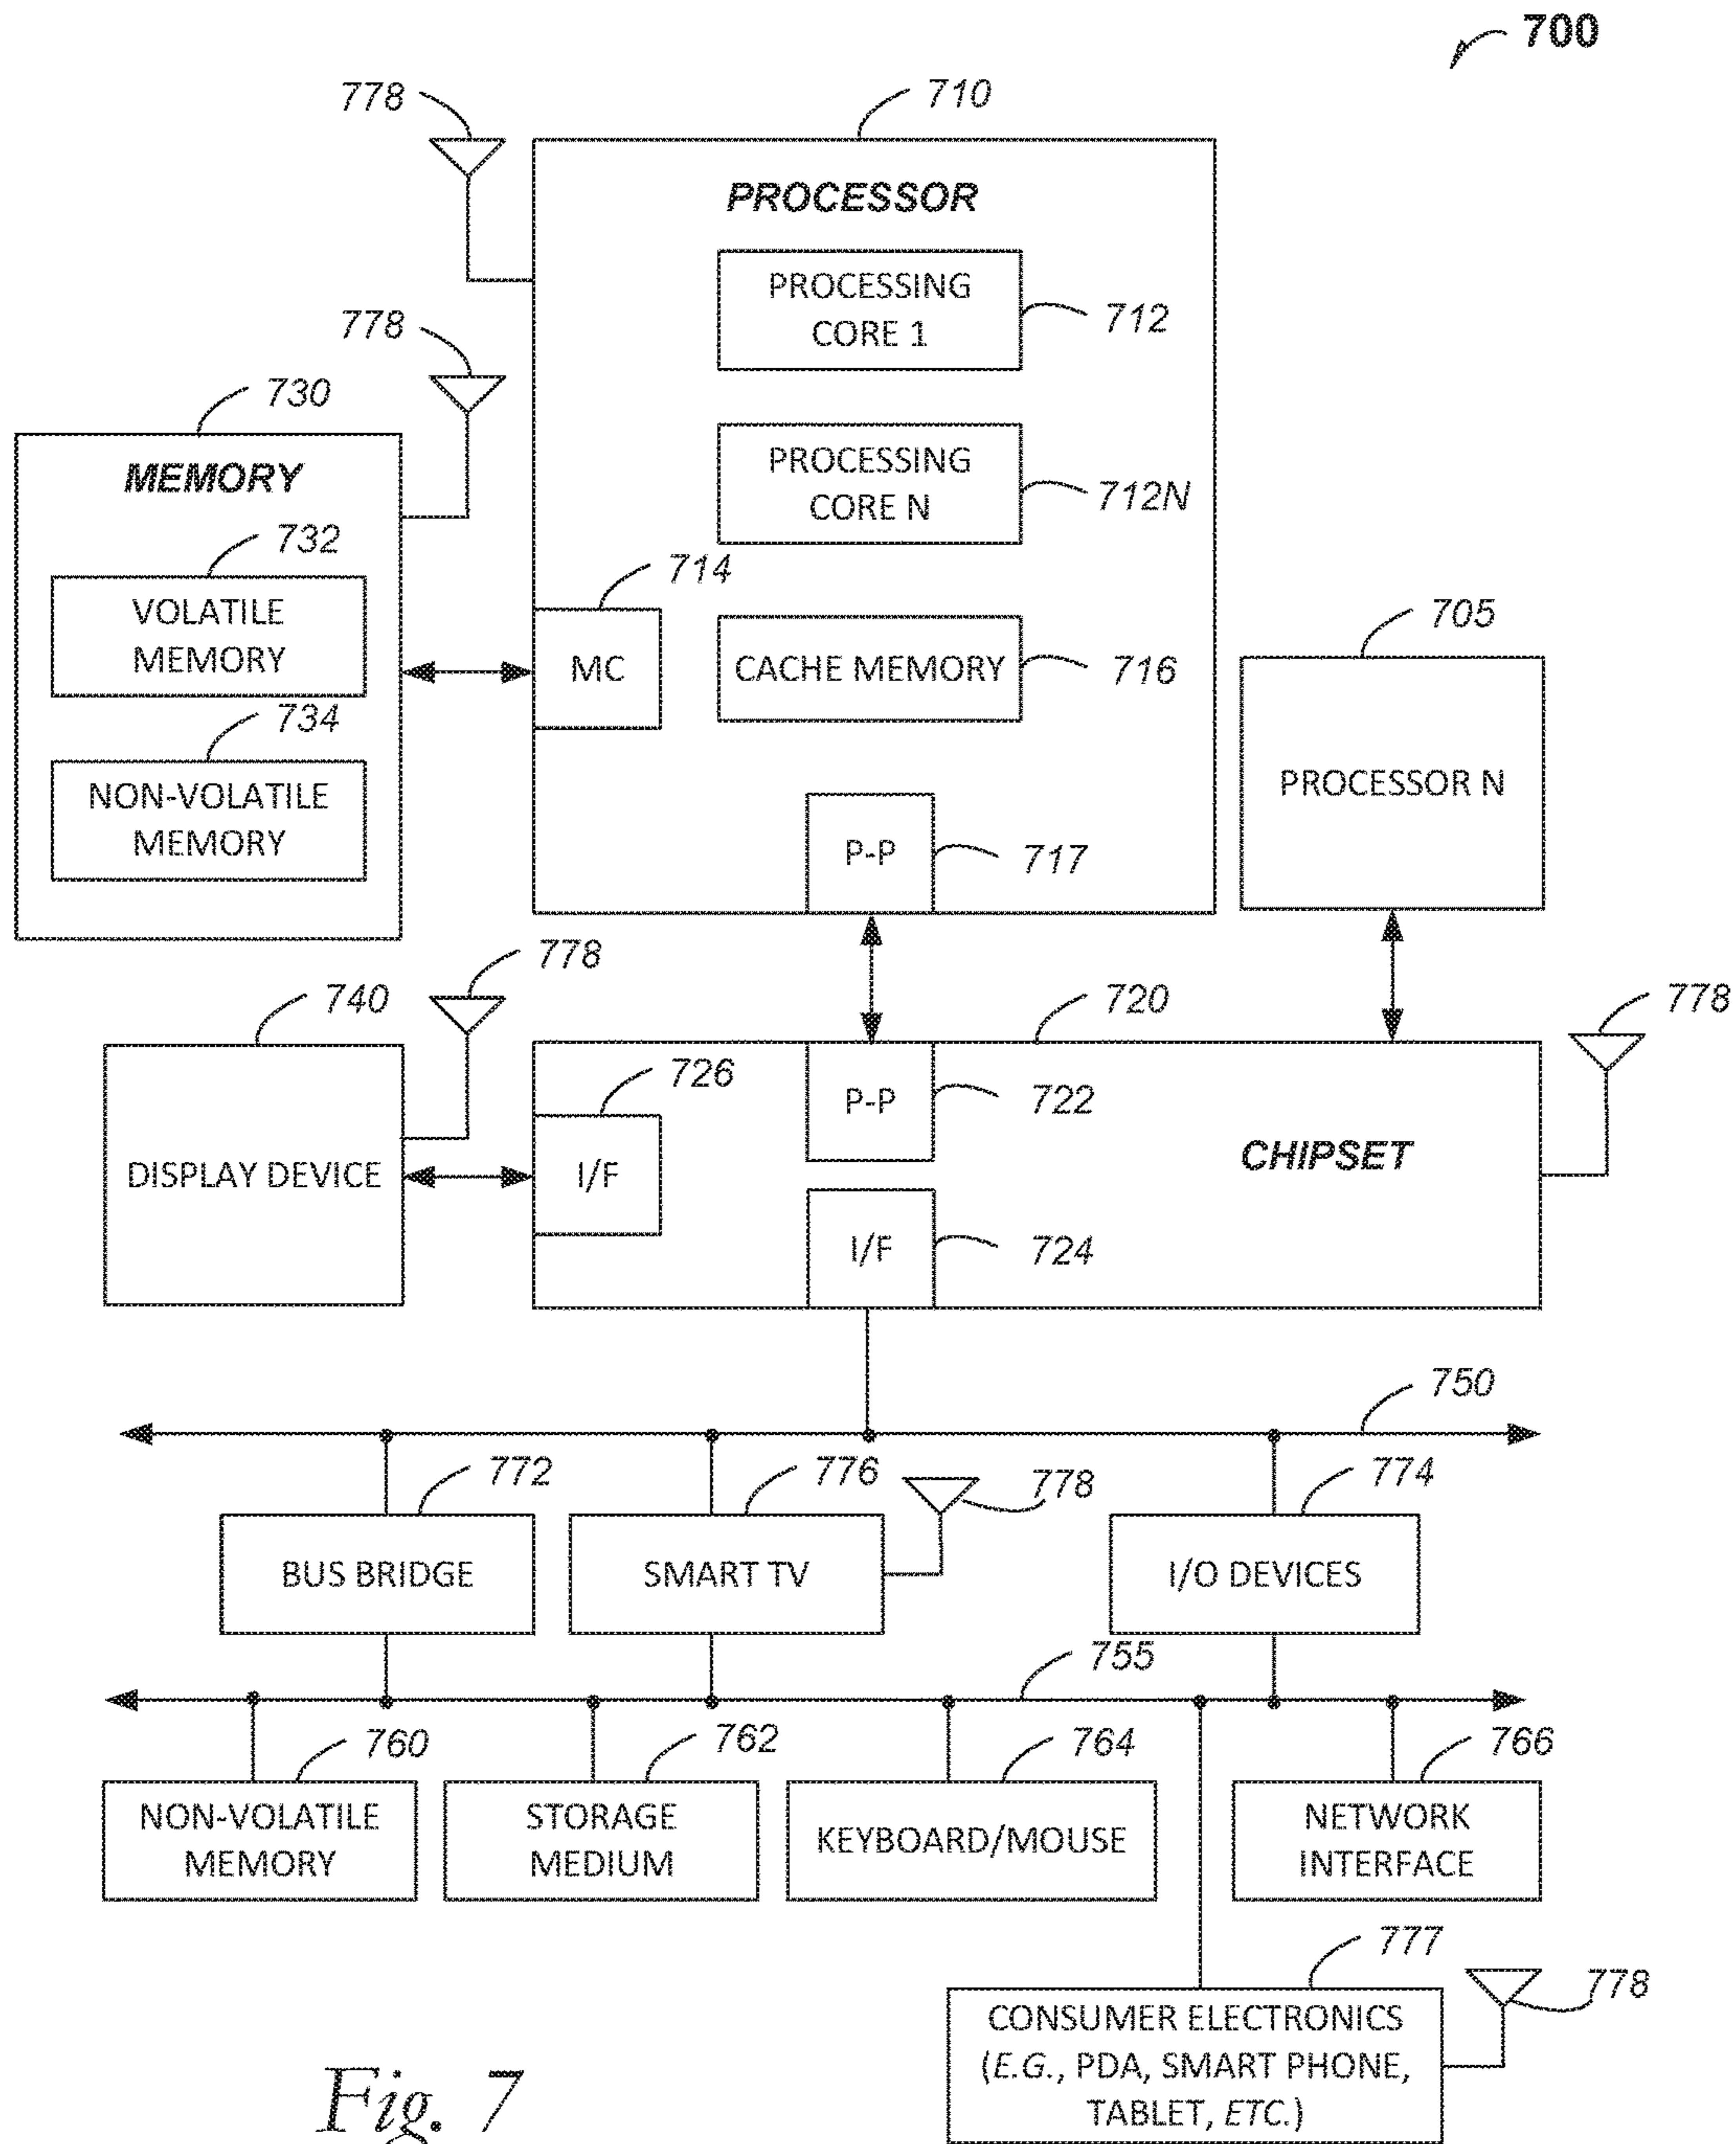 700
778
710
PROCESSOR
PROCESSING
CORE 1
712
778
730
MEMORY
PROCESSING
CORE N
712N
732
VOLATILE
MEMORY
714
MC
CACHE MEMORY
716
705
PROCESSOR N
734
NON-VOLATILE
MEMORY
P-P
717
778
740
720
778
DISPLAY DEVICE
726
I/F
P-P
722
CHIPSET
I/F
724
750
772
776
778
774
BUS BRIDGE
SMART TV
I/O DEVICES
755
760
762
764
766
NON-VOLATILE
MEMORY
STORAGE
MEDIUM
KEYBOARD/MOUSE
NETWORK
INTERFACE
777
778
CONSUMER ELECTRONICS
(E.G., PDA, SMART PHONE,
TABLET, ETC.)
Fig. 7